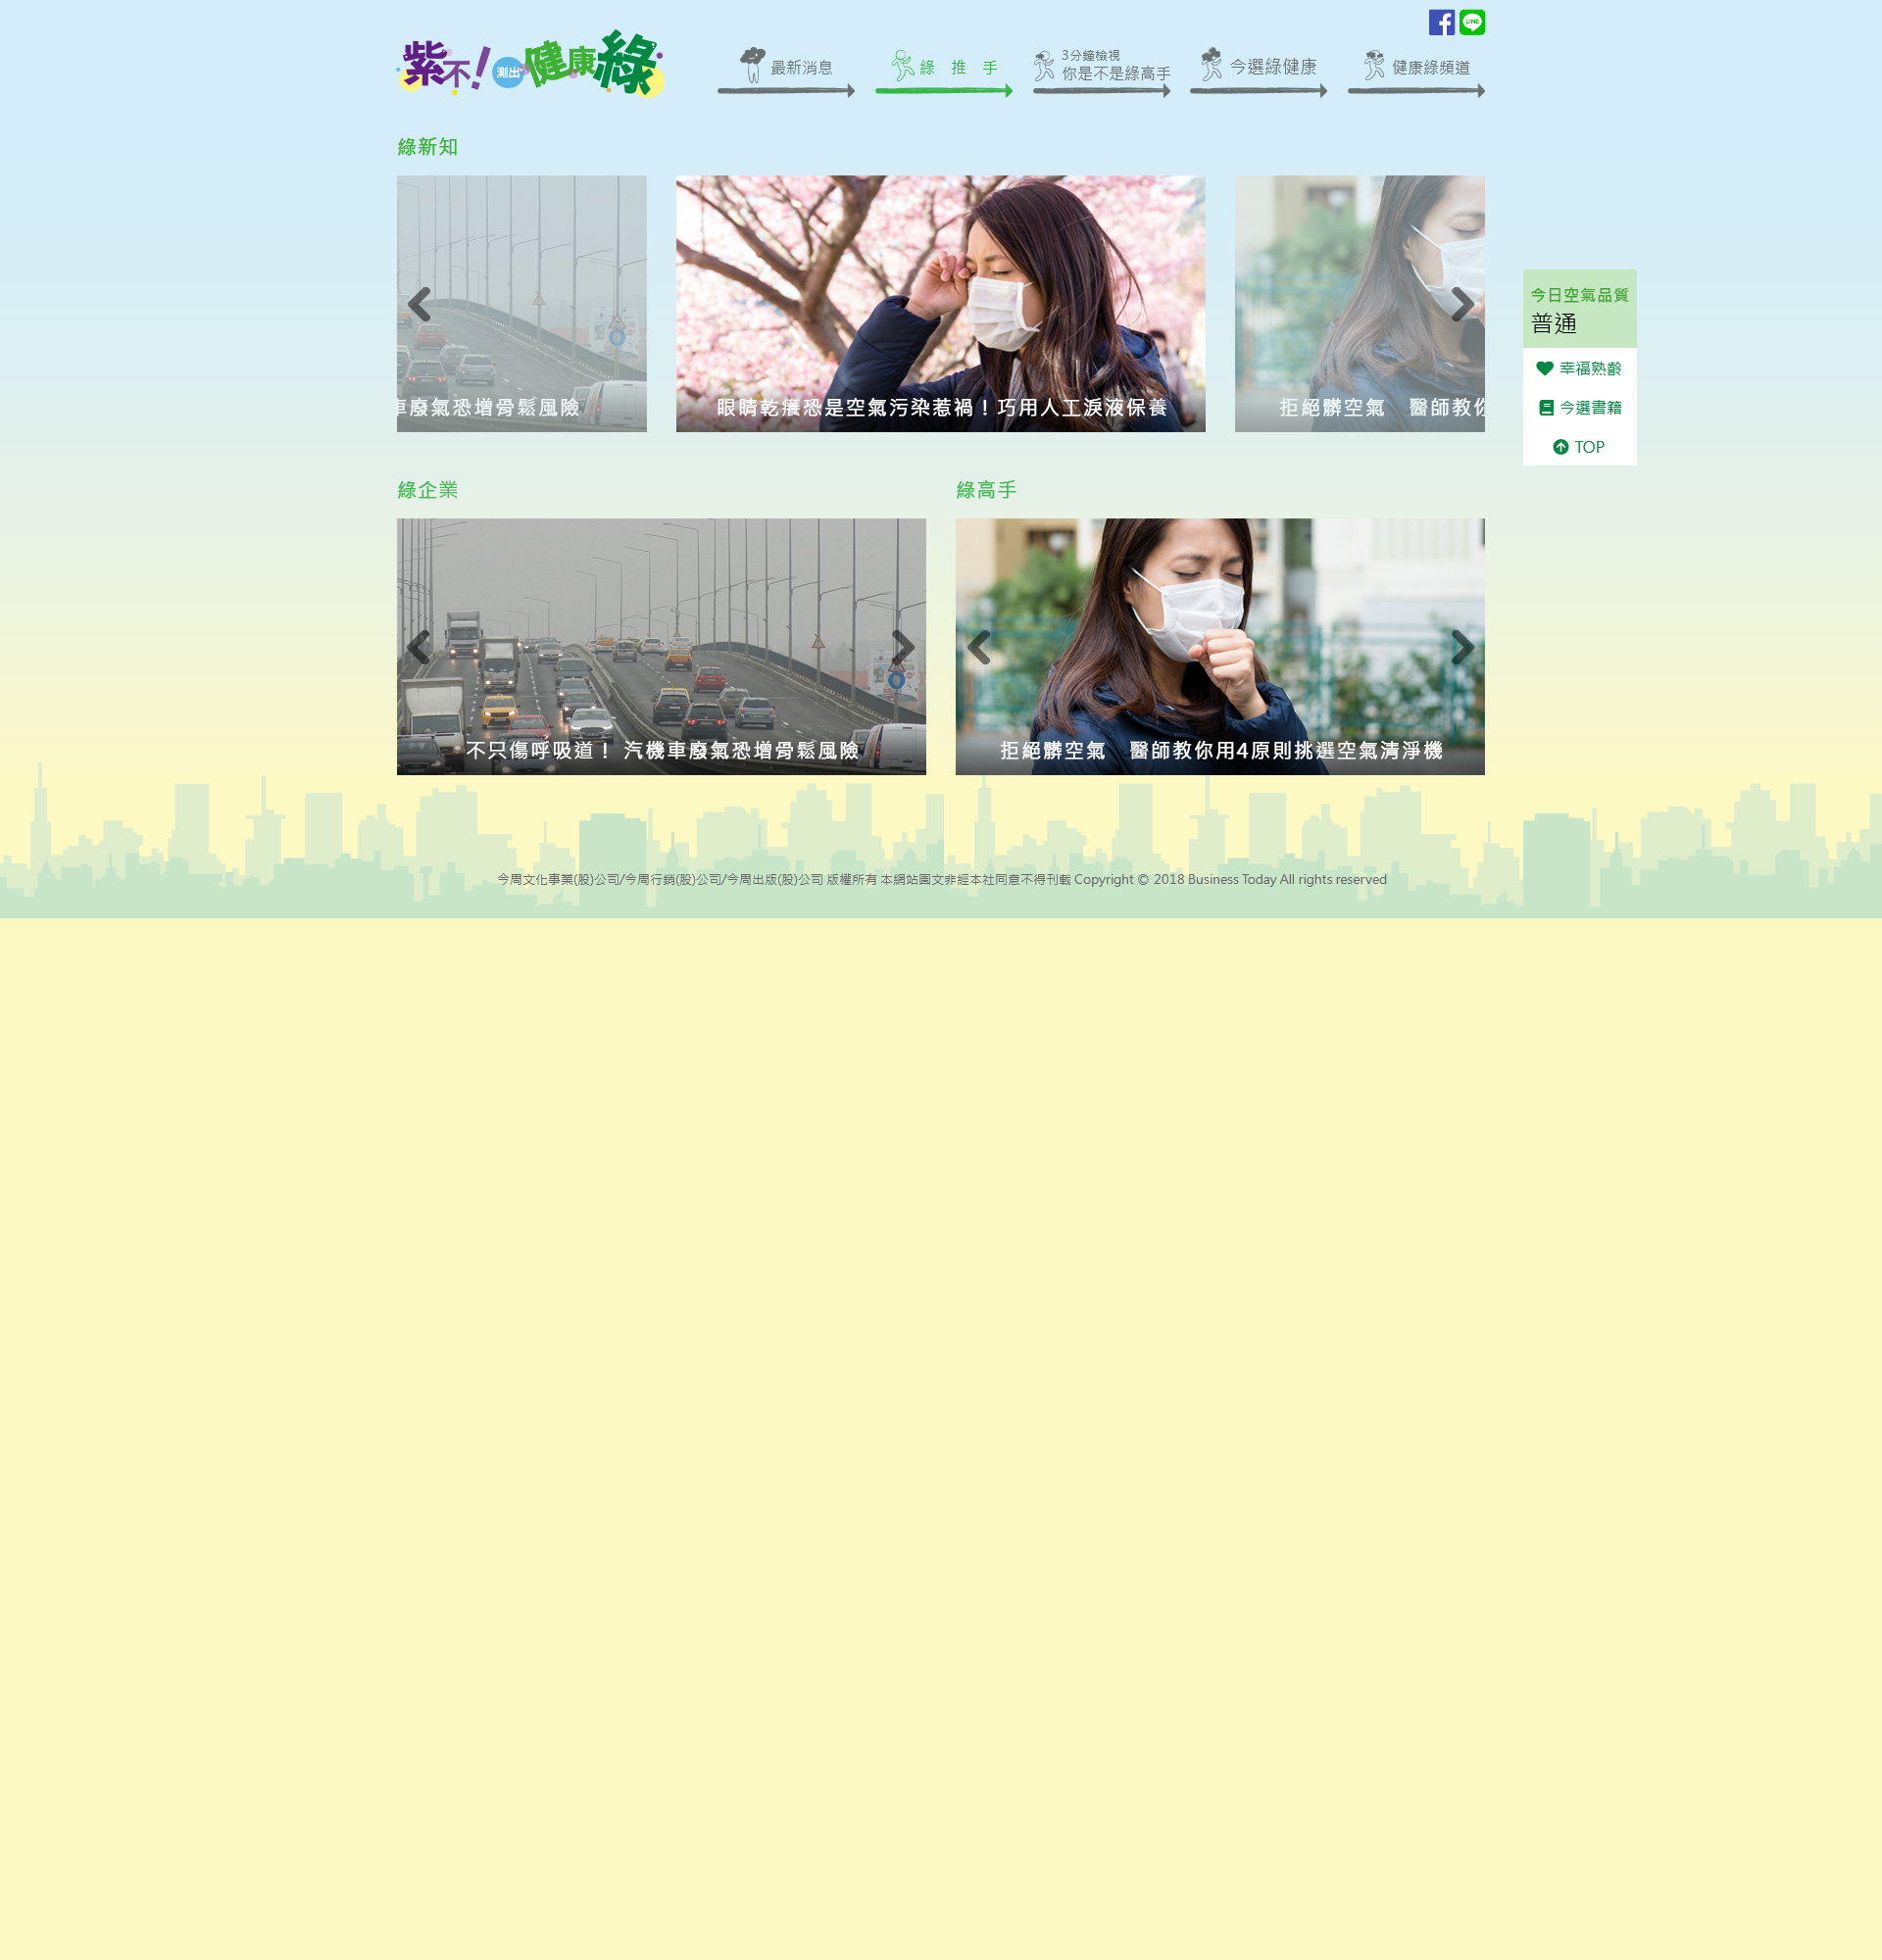 紫不!測出健康綠
最新消息
綠 推 手
3分鐘檢視
你是不是綠高手
今選綠健康
健康綠頻道
綠新知
車廢氣恐增骨鬆風險
眼睛乾癢恐是空氣污染惹禍！巧用人工淚液保養
拒絕髒空氣　醫師教你
今日空氣品質
普通
幸福熟齡
今選書籍
TOP
綠企業
綠高手
不只傷呼吸道！ 汽機車廢氣恐增骨鬆風險
拒絕髒空氣　醫師教你用4原則挑選空氣清淨機
今周文化事業(股)公司/今周行銷(股)公司/今周出版(股)公司 版權所有 本網站圖文非經本社同意不得刊載 Copyright © 2018 Business Today All rights reserved